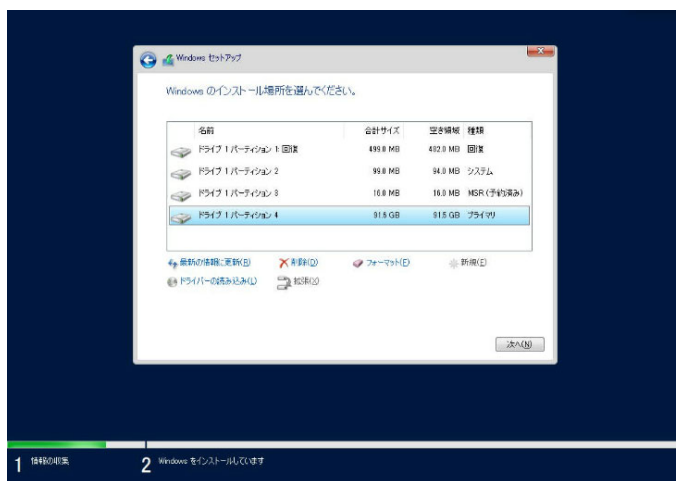 Windows セットアップ
Windows のインストール場所を選んでください。
名前 合計サイズ 空き領域 種類
ドライブ 1 パーティション 1: 回復 499.0 MB 482.0 MB 回復
ドライブ 1 パーティション 2 99.0 MB 94.0 MB システム
ドライブ 1 パーティション 3 16.0 MB 16.0 MB MSR (予約済み)
ドライブ 1 パーティション 4 91.5 GB 91.5 GB プライマリ
最新の情報に更新(R) 削除(D) フォーマット(F) 新規(E)
ドライバーの読み込み(L) 拡張(X)
次へ(N)
1 情報の収集 2 Windows をインストールしています